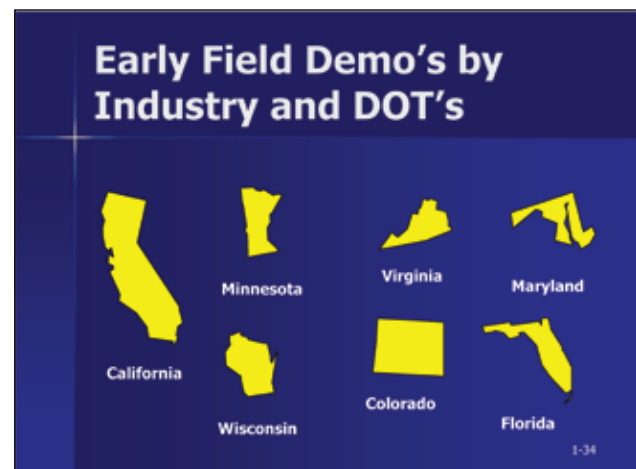 Early Field Demo's by
Industry and DOT's
California
Minnesota
Virginia
Maryland
Wisconsin
Colorado
Florida
1-34